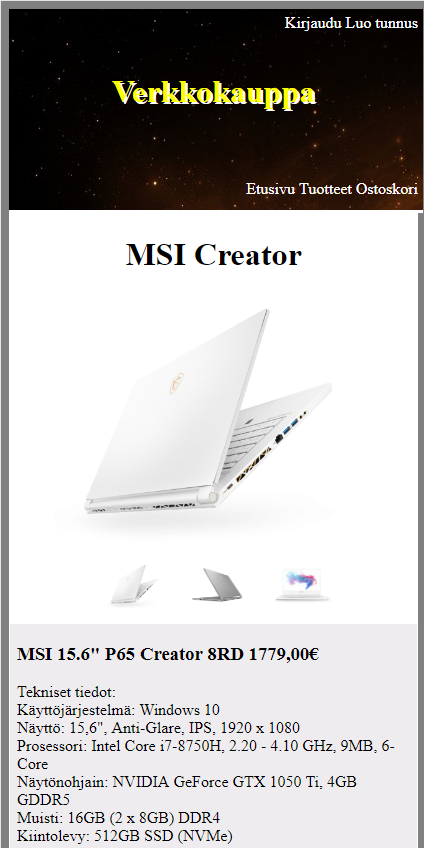 Kirjaudu Luo tunnus
Verkkokauppa
Etusivu Tuotteet Ostoskori
MSI Creator
MSI 15.6" P65 Creator 8RD 1779,00€
Tekniset tiedot:
Käyttöjärjestelmä: Windows 10
Näyttö: 15,6", Anti-Glare, IPS, 1920 x 1080
Prosessori: Intel Core i7-8750H, 2.20 - 4.10 GHz, 9MB, 6-
Core
Näytönohjain: NVIDIA GeForce GTX 1050 Ti, 4GB
GDDR5
Muisti: 16GB (2 x 8GB) DDR4
Kiintolevy: 512GB SSD (NVMe)